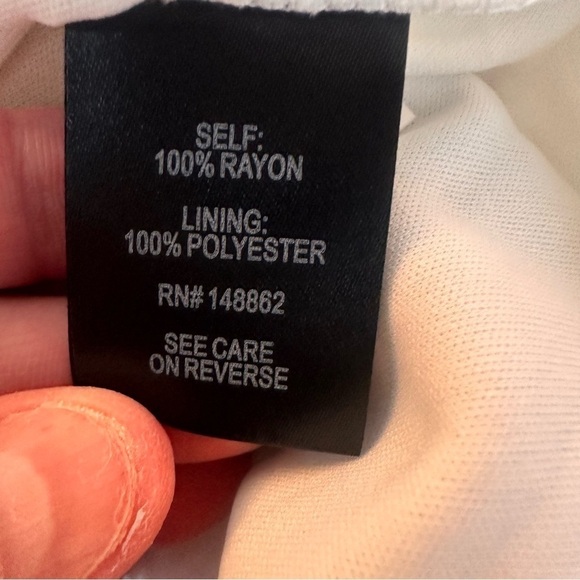 SELF:
100% RAYON
LINING:
100% POLYESTER
RN# 148862
SEE CARE
ON REVERSE